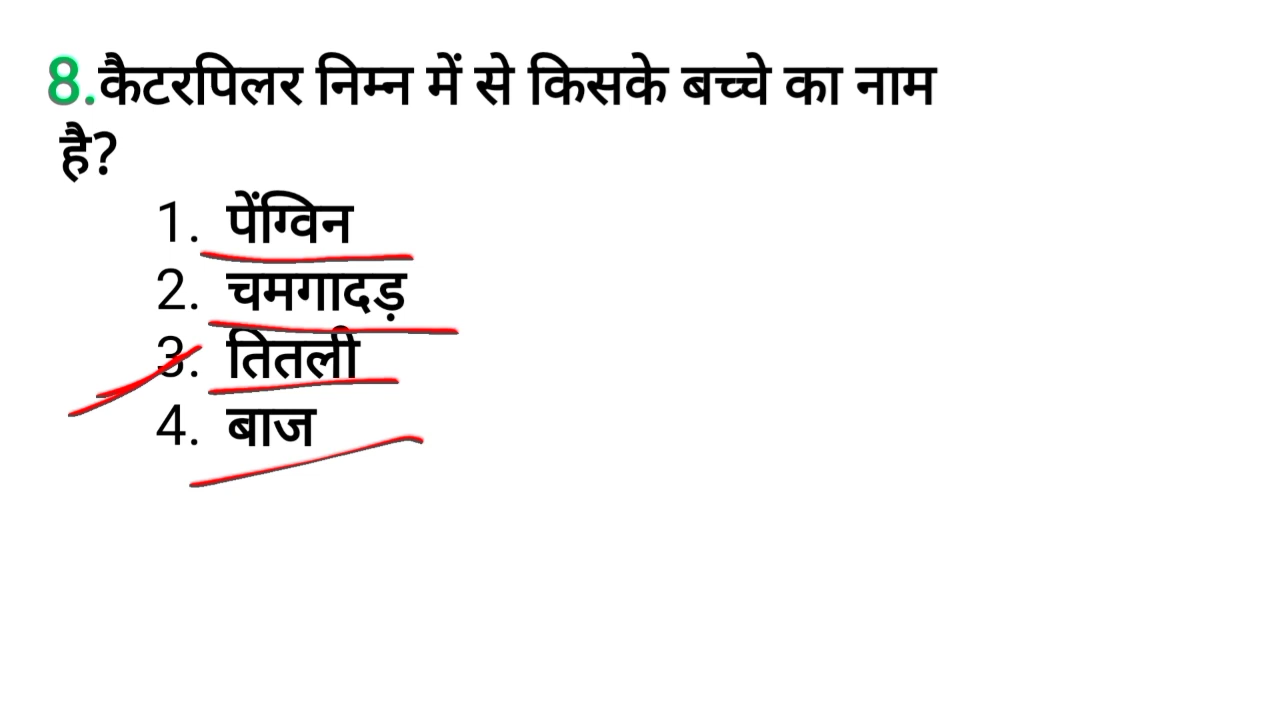 8.कैटरपिलर निम्न में से किसके बच्चे का नाम
है?
1. पेंग्विन
2. चमगादड़
3. तितली
4. बाज